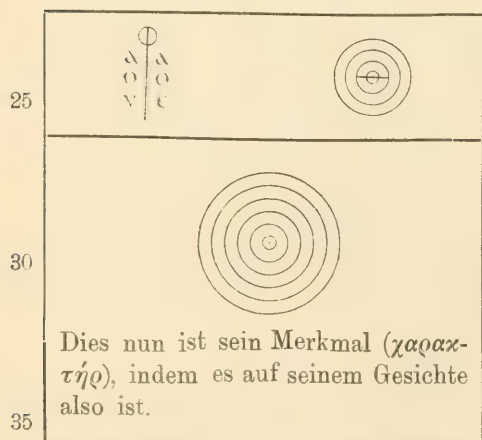 25
30
Dies nun ist sein Merkmal (χαρακ-
τήρ), indem es auf seinem Gesichte
also ist.
35